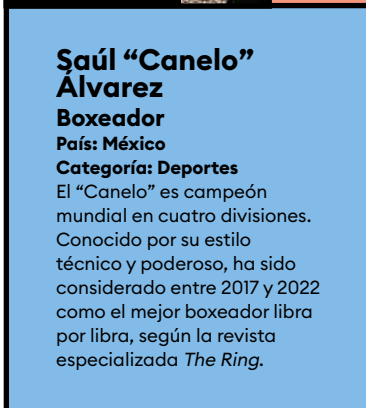 Saúl “Canelo”
Álvarez
Boxeador
País: México
Categoría: Deportes
El “Canelo” es campeón
mundial en cuatro divisiones.
Conocido por su estilo
técnico y poderoso, ha sido
considerado entre 2017 y 2022
como el mejor boxeador libra
por libra, según la revista
especializada The Ring.